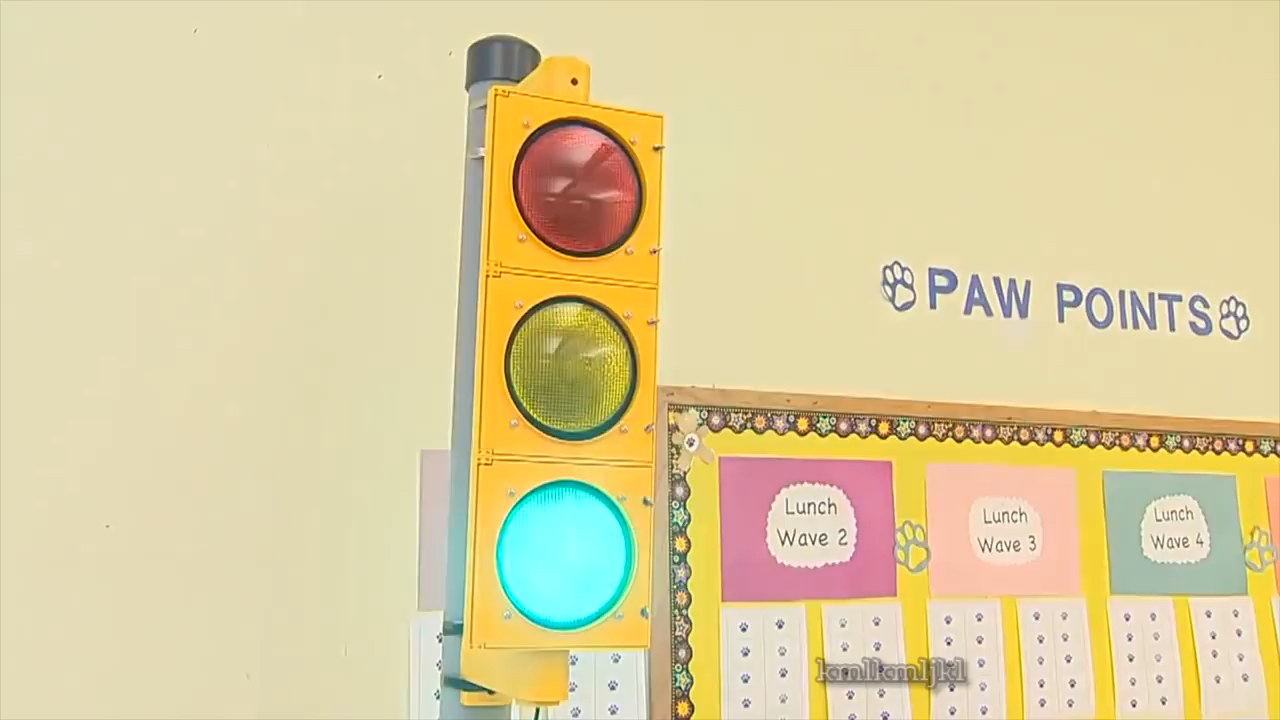 PAW POINTS
Lunch
Wave 2
Lunch
Wave 3
Lunch
Wave 4
kmlkmljkl